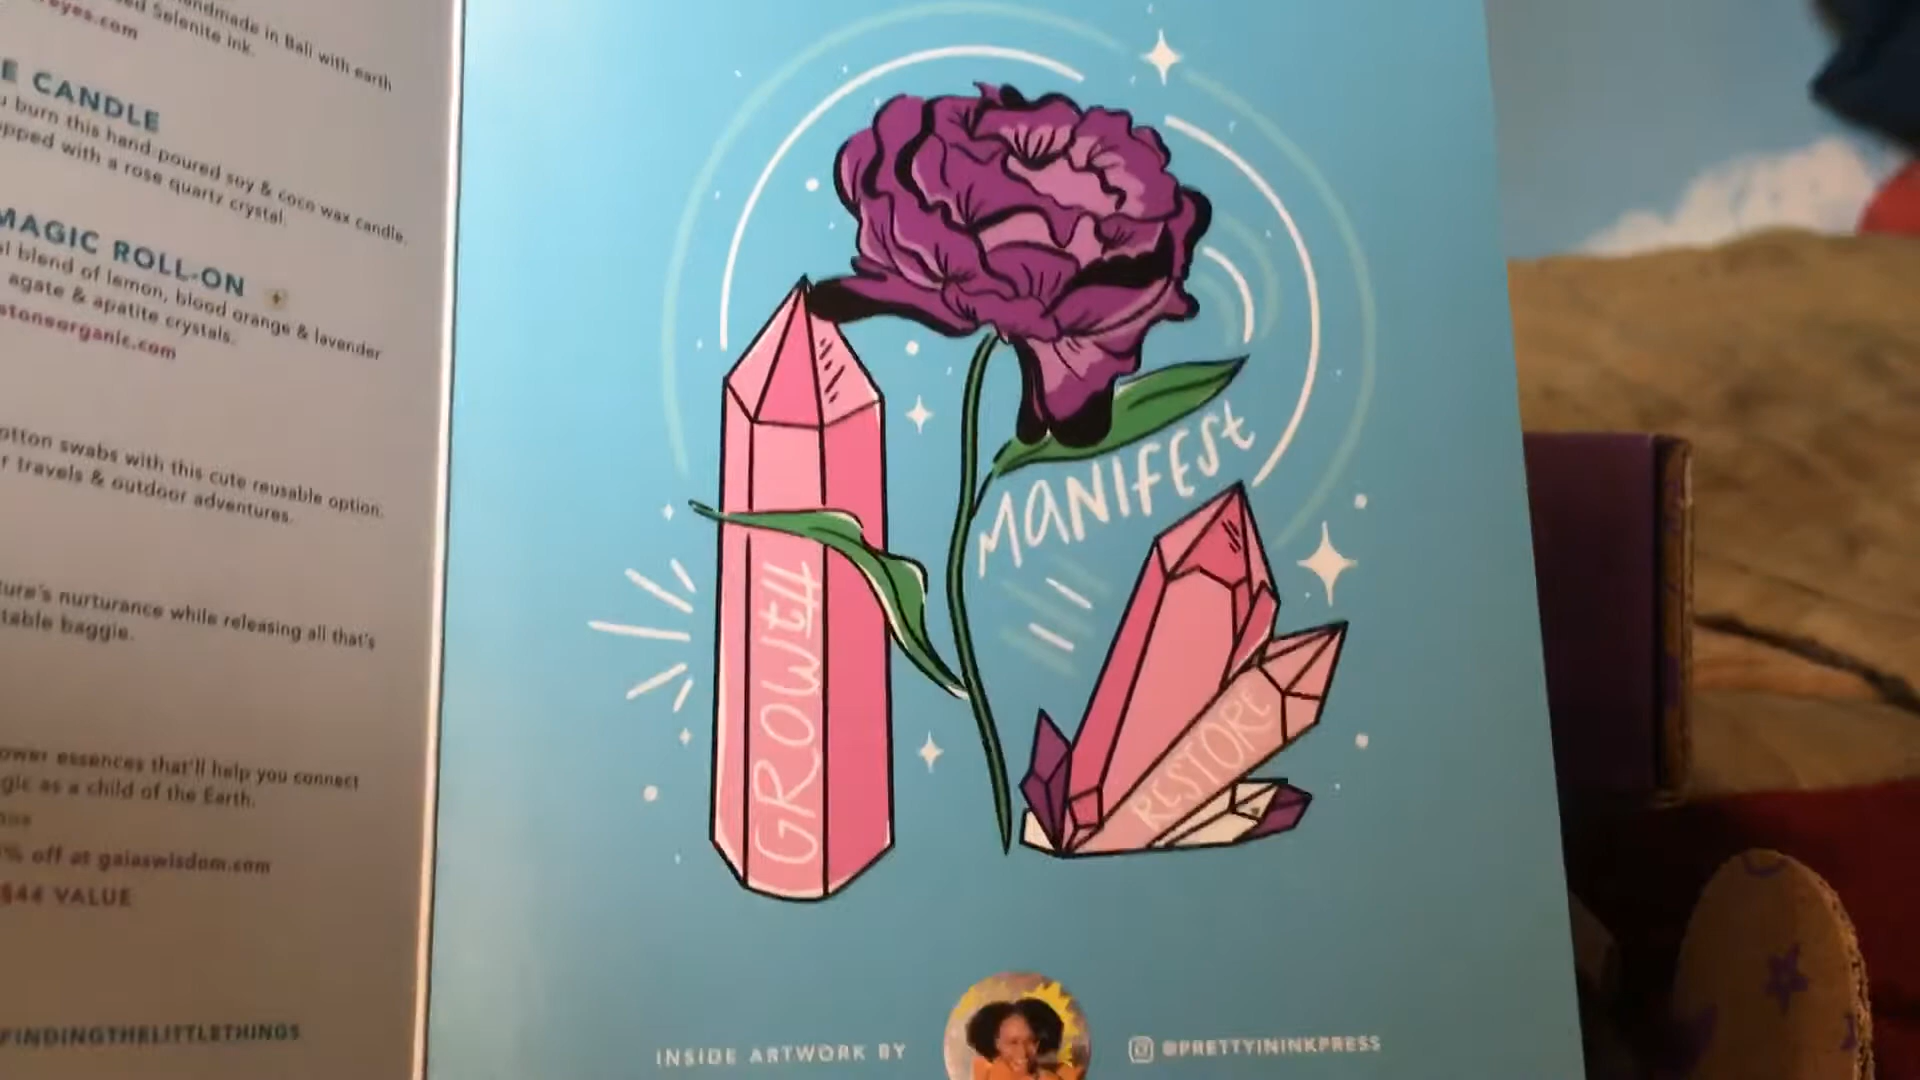 andmade in Bali with earth
Selenite ink.
eyes.com
E CANDLE
burn this hand-poured soy & coco wax candle,
pped with a rose quartz crystal.
MAGIC ROLL-ON
blend of lemon, blood orange & lavender
agate & apatite crystals.
stoneorganic.com
otton swabs with this cute reusable option.
r travels & outdoor adventures.
ture's nurturance while releasing all that's
table baggie.
ower essences that'll help you connect
gic as a child of the Earth.
% off at gaiaswisdom.com
$44 VALUE
FINDINGTHELITTLETHINGS
MANIFEST
GROWTH
RESTORE
INSIDE ARTWORK BY
@PRETTYININKPRESS